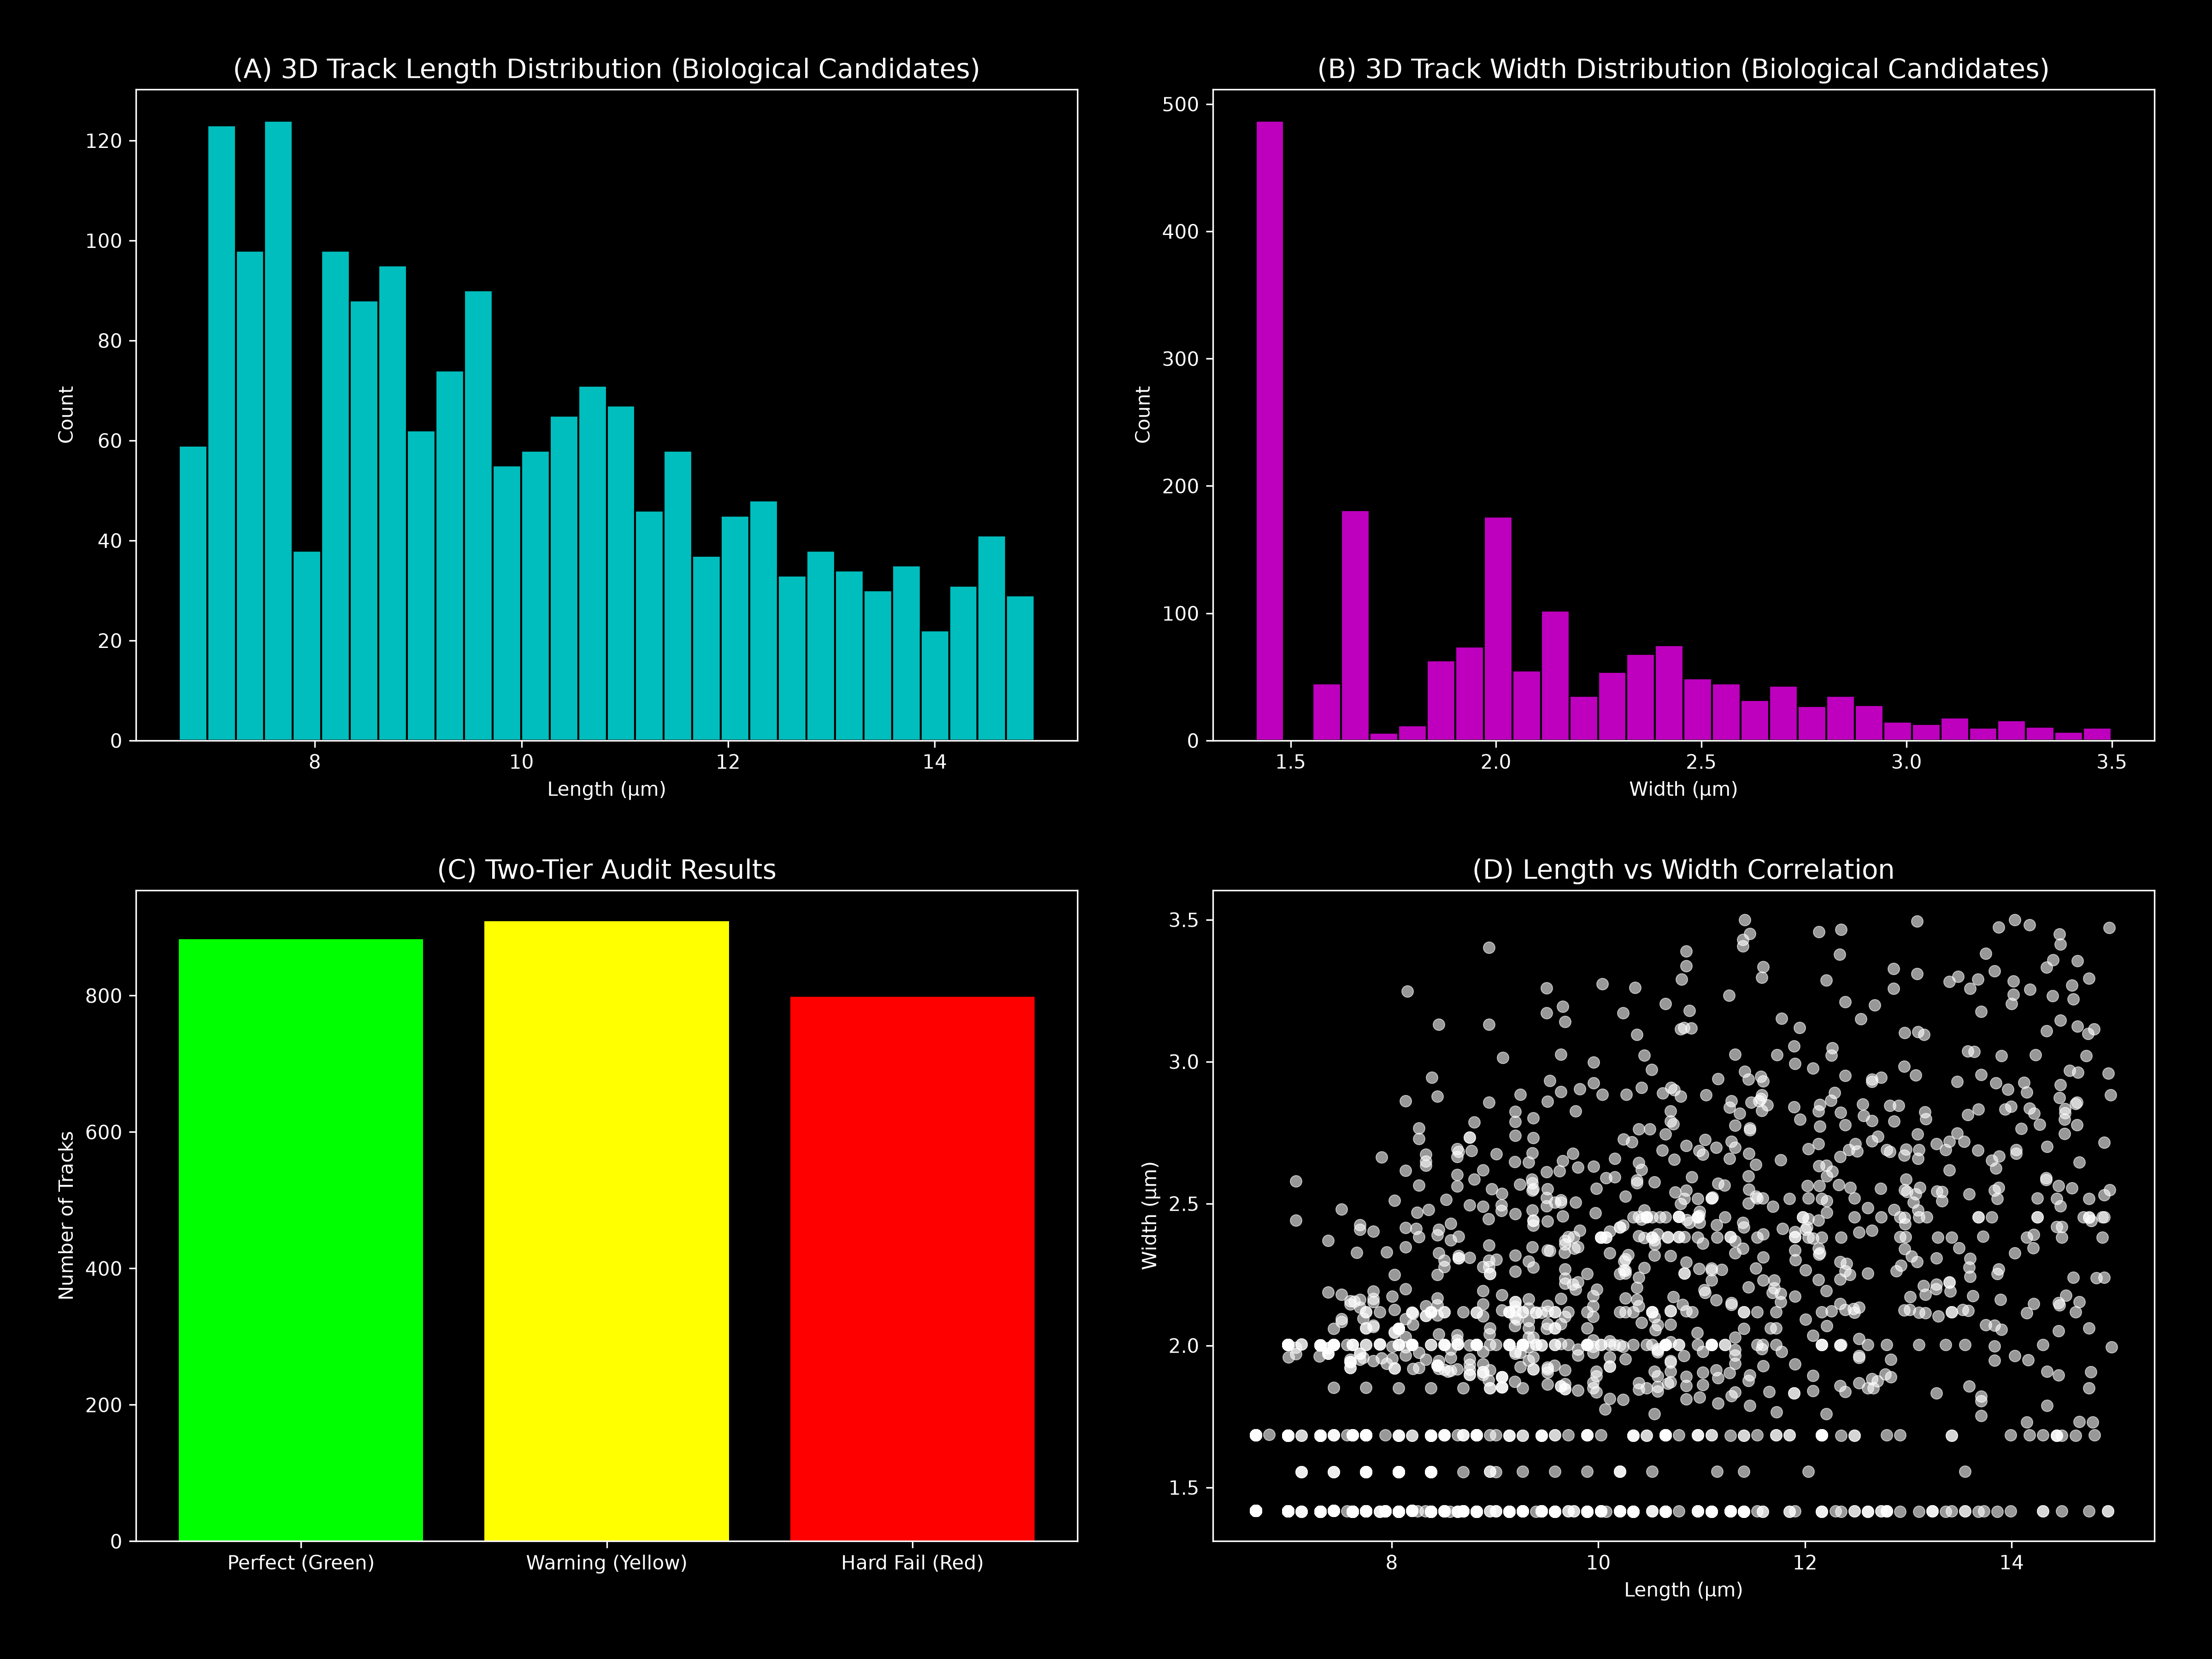 (A) 3D Track Length Distribution (Biological Candidates)
120
100
80
60
40
20
0
Count
8 10 12 14
Length (μm)
(B) 3D Track Width Distribution (Biological Candidates)
500
400
300
200
100
0
Count
1.5 2.0 2.5 3.0 3.5
Width (μm)
(C) Two-Tier Audit Results
800
600
400
200
0
Number of Tracks
Perfect (Green) Warning (Yellow) Hard Fail (Red)
(D) Length vs Width Correlation
3.5
3.0
2.5
2.0
1.5
Width (μm)
8 10 12 14
Length (μm)